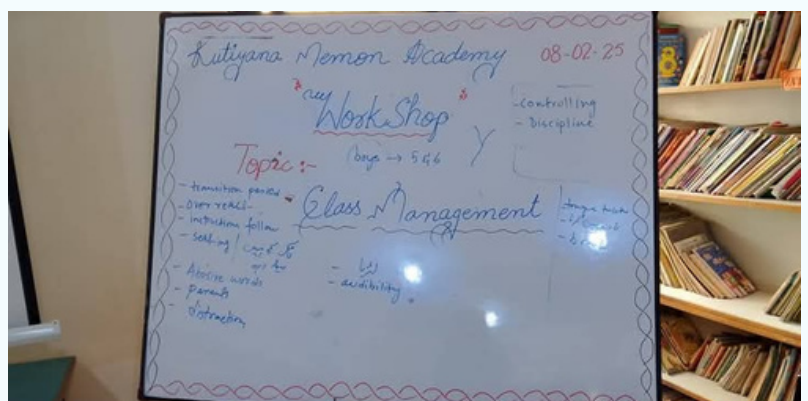 Kutiyana Memon Academy
08-02-25
WorkShop
- Controlling
- Discipline
Boys → 5 & 6
Topic :-
- transition period
- over react
- instruction follow
Class Management
- setting
- Abusive words
- parents
- distraction
- audibility